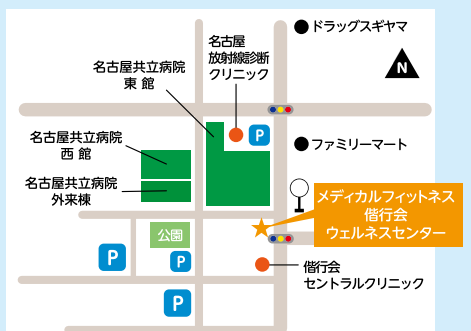 ドラッグスギヤマ
名古屋
放射線診断
クリニック
名古屋共立病院
東 館
N
P
名古屋共立病院
西 館
ファミリーマート
名古屋共立病院
外来棟
メディカルフィットネス
偕行会
ウェルネスセンター
公園
P
P
偕行会
セントラルクリニック
P